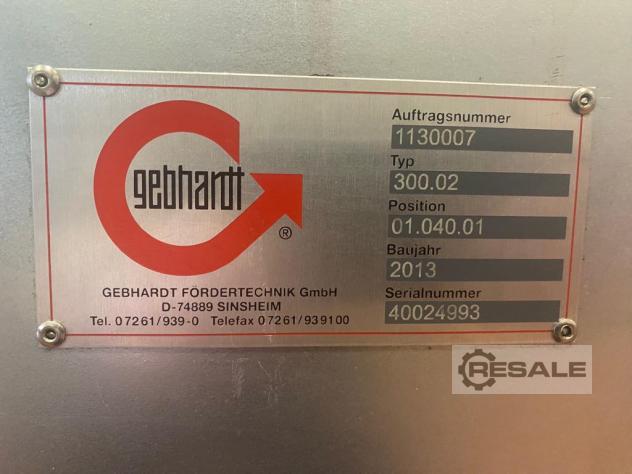 gebhardt
®
GEBHARDT FÖRDERTECHNIK GmbH
D-74889 SINSHEIM
Tel. 07261/939-0 Telefax 07261/939100
Auftragsnummer
1130007
Typ
300.02
Position
01.040.01
Baujahr
2013
Serialnummer
40024993
RESALE